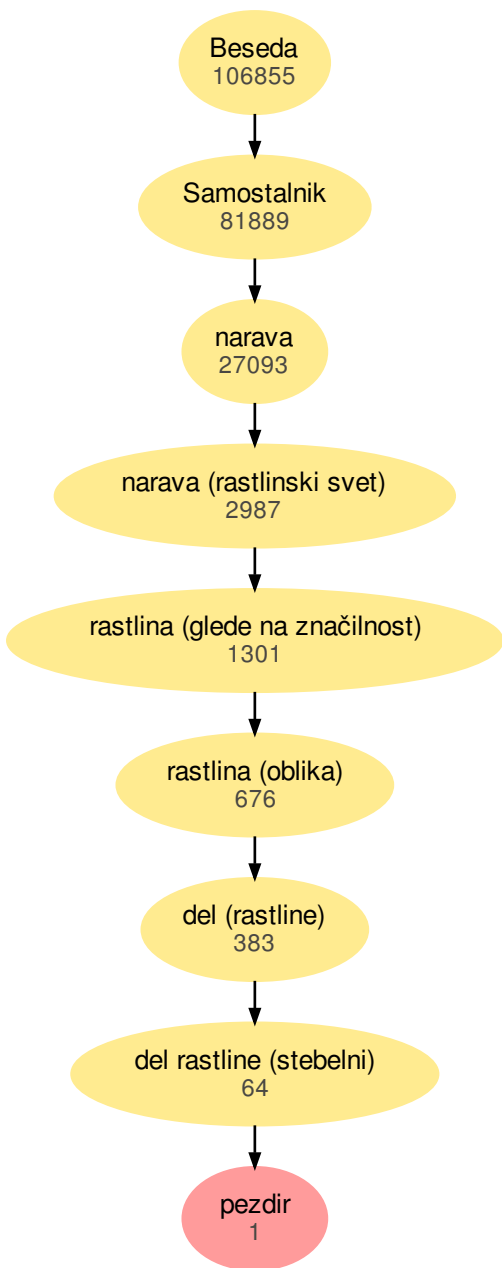 Beseda
106855
Samostalnik
81889
narava
27093
narava (rastlinski svet)
2987
rastlina (glede na značilnost)
1301
rastlina (oblika)
676
del (rastline)
383
del rastline (stebelni)
64
pezdir
1